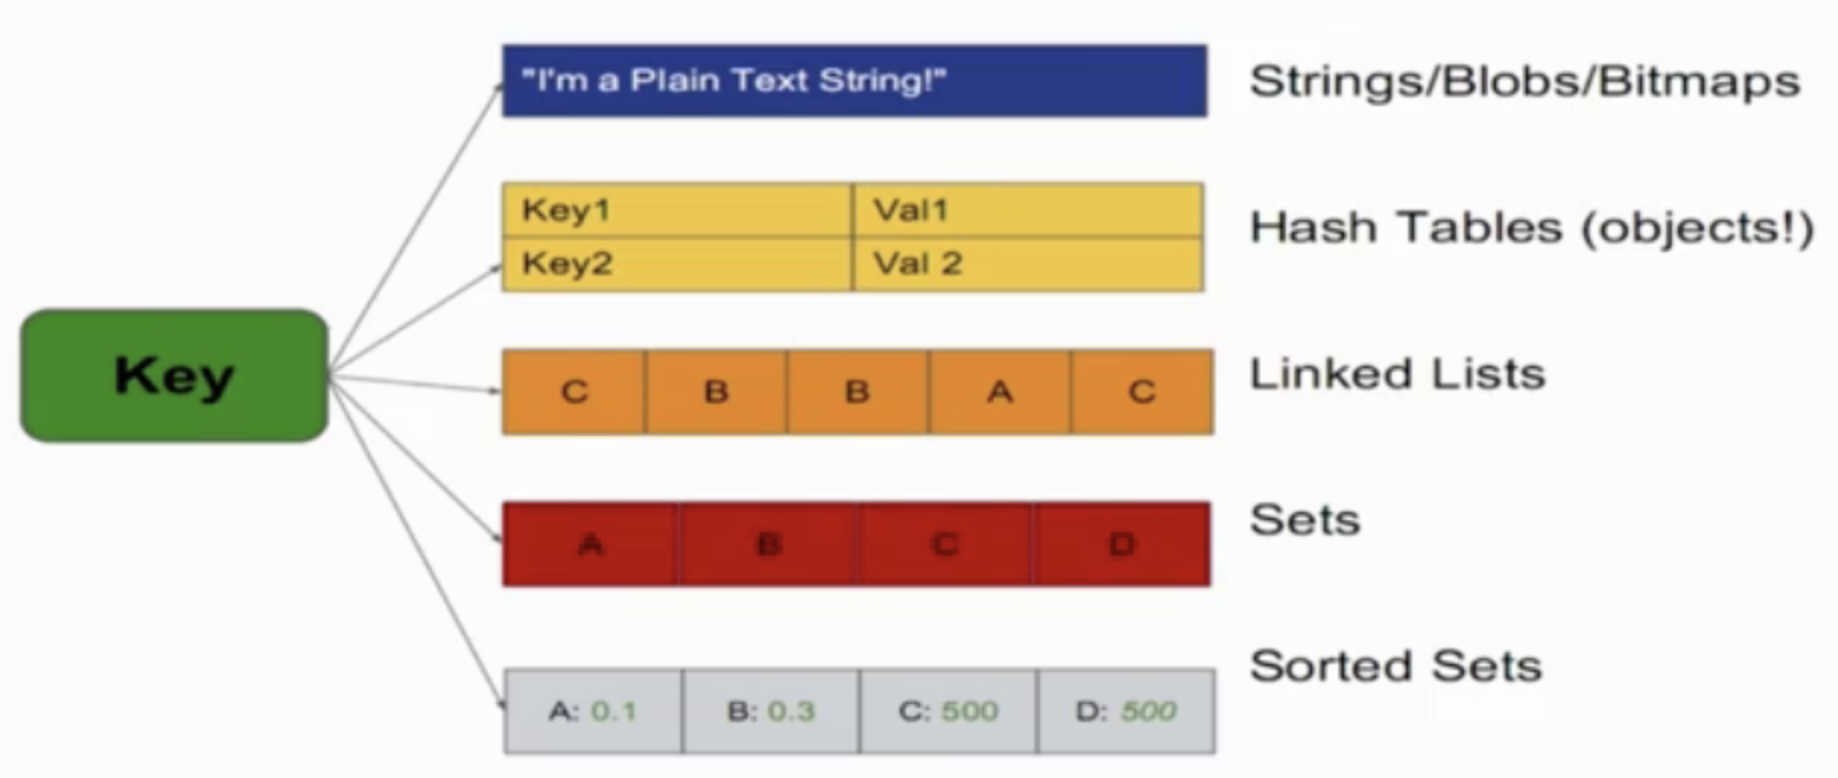 Key
"I'm a Plain Text String!"
Strings/Blobs/Bitmaps
Key1 Val1
Key2 Val 2
Hash Tables (objects!)
C B B A C
Linked Lists
A B C D
Sets
A: 0.1 B: 0.3 C: 500 D: 500
Sorted Sets